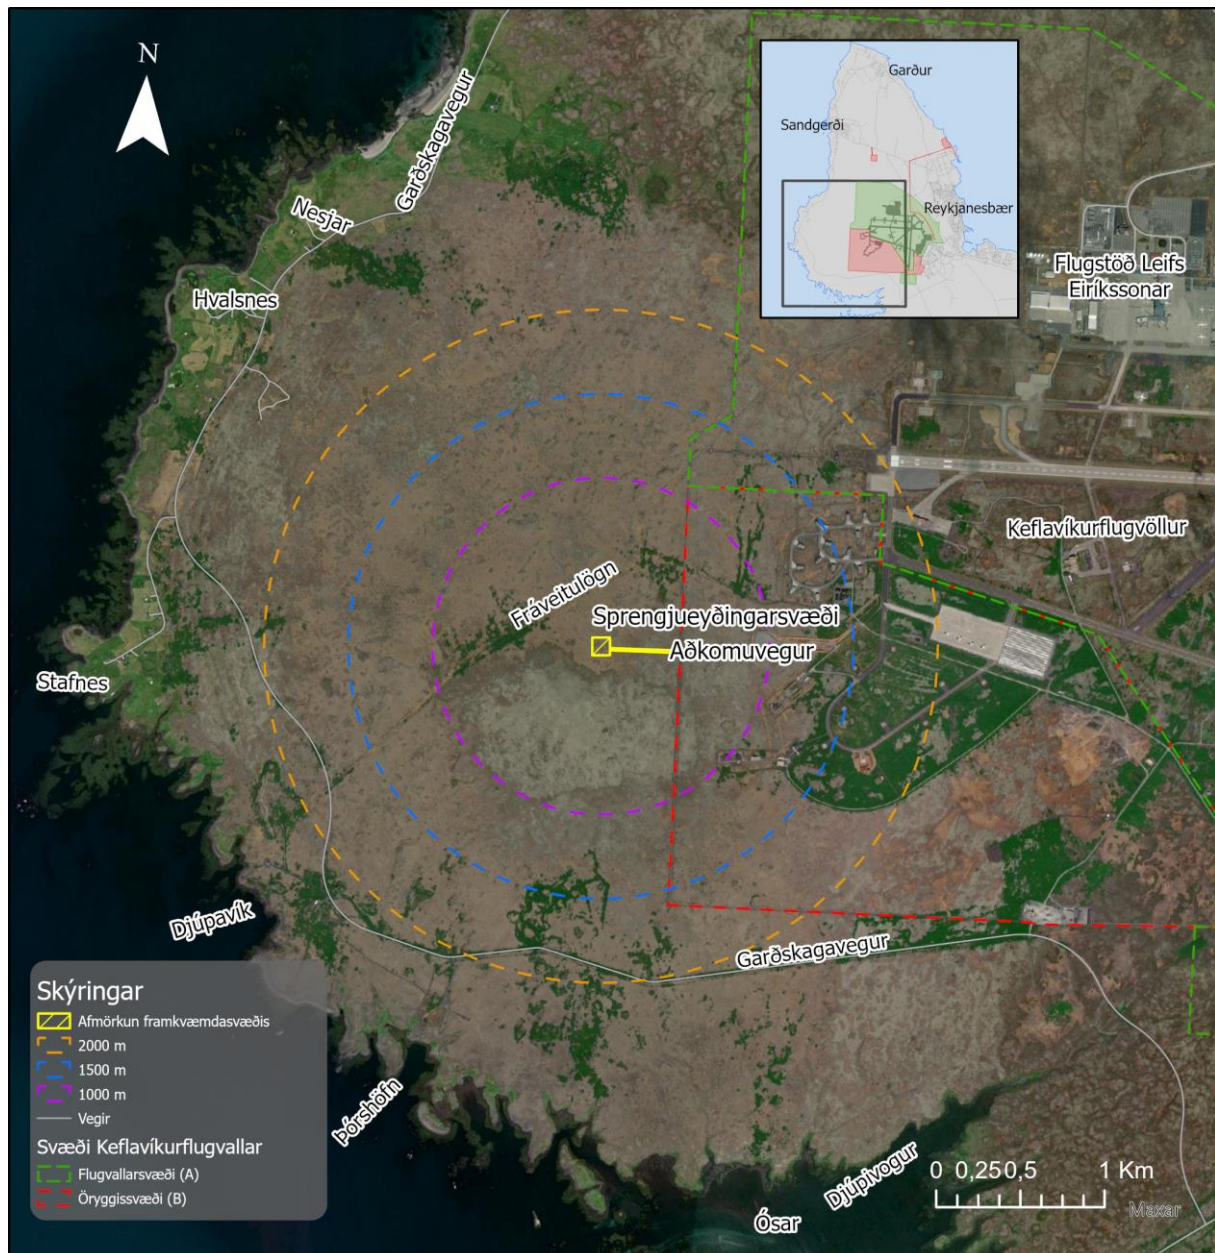 N
Garðskagavegur
Nesjar
Hvalsnes
Garður
Sandgerði
Reykjanesbær
Flugstöð Leifs
Eiríkssonar
Keflavíkurflugvöllur
Fráveitulögn
Sprengjueyðingarsvæði
Aðkomuvegur
Stafnes
Djúpavík
Garðskagavegur
Þórshöfn
Djúpivogur
Ósar
Skýringar
Afmörkun framkvæmdasvæðis
2000 m
1500 m
1000 m
Vegir
Svæði Keflavíkurflugvallar
Flugvallarsvæði (A)
Öryggissvæði (B)
0 0,25 0,5 1 Km
Maxar